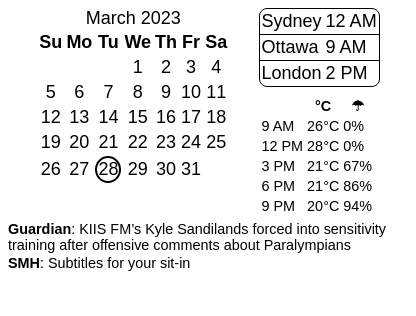 March 2023
Su Mo Tu We Th Fr Sa
1 2 3 4
5 6 7 8 9 10 11
12 13 14 15 16 17 18
19 20 21 22 23 24 25
26 27 28 29 30 31
Sydney 12 AM
Ottawa 9 AM
London 2 PM
°C ☂
9 AM 26°C 0%
12 PM 28°C 0%
3 PM 21°C 67%
6 PM 21°C 86%
9 PM 20°C 94%
Guardian: KIIS FM’s Kyle Sandilands forced into sensitivity
training after offensive comments about Paralympians
SMH: Subtitles for your sit-in